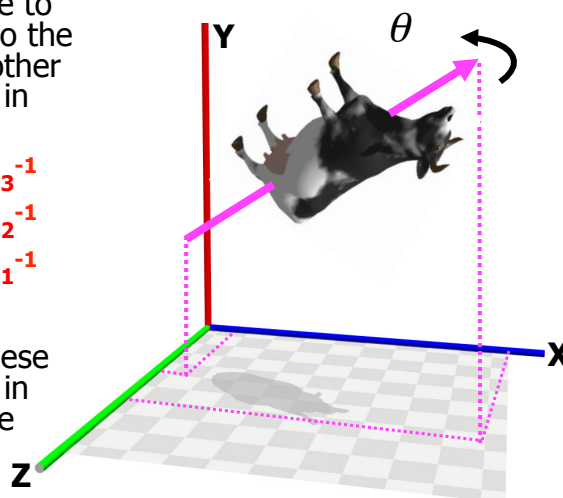 e to
o the
other
in
3-1
2-1
1-1
ese
in
e
Y
θ
X
Z